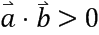 a⃗ · b⃗ > 0